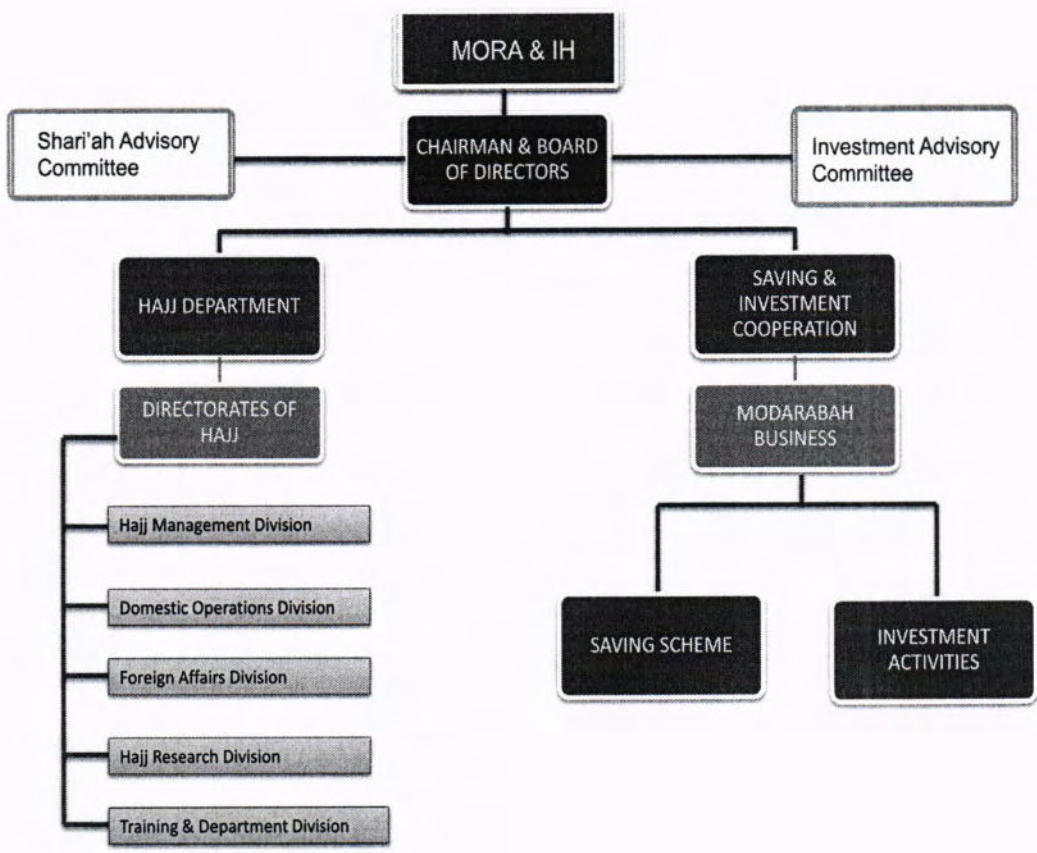 MORA & IH
Shari'ah Advisory
Committee
CHAIRMAN & BOARD
OF DIRECTORS
Investment Advisory
Committee
HAJJ DEPARTMENT
SAVING &
INVESTMENT
COOPERATION
DIRECTORATES OF
HAJJ
MODARABAH
BUSINESS
Hajj Management Division
Domestic Operations Division
Foreign Affairs Division
Hajj Research Division
Training & Department Division
SAVING SCHEME
INVESTMENT
ACTIVITIES